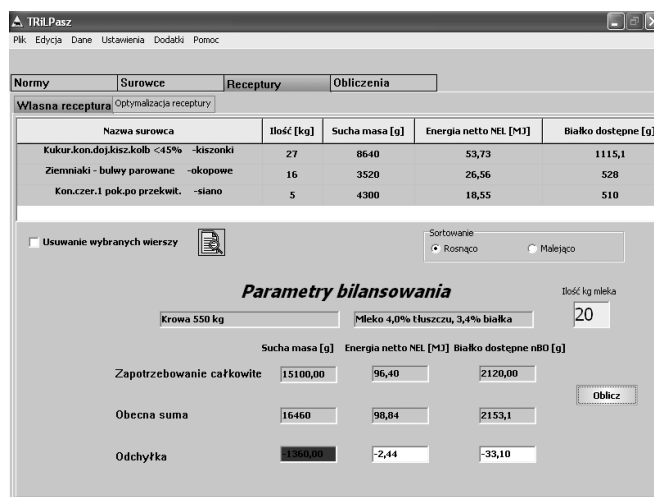 TRiLPasz
Plik Edycja Dane Ustawienia Dodatki Pomoc
Normy Surowce Receptury Obliczenia
Własna receptura Optymalizacja receptury
Nazwa surowca Ilość [kg] Sucha masa [g] Energia netto NEL [MJ] Białko dostępne [g]
Kukur.kon.doj.kisz.kolb <45% -kiszonki 27 8640 53,73 1115,1
Ziemniaki - bulwy parowane -okopowe 16 3520 26,56 528
Kon.czer.1 pok.po przekwit. -siano 5 4300 18,55 510
Usuwanie wybranych wierszy
Sortowanie
Rosnąco Malejąco
Parametry bilansowania
Ilość kg mleka
Krowa 550 kg Mleko 4,0% tłuszczu, 3,4% białka 20
Sucha masa [g] Energia netto NEL [MJ] Białko dostępne nBO [g]
Zapotrzebowanie całkowite 15100,00 96,40 2120,00
Oblicz
Obecna suma 16460 98,84 2153,1
Odchyłka -1360,00 -2,44 -33,10